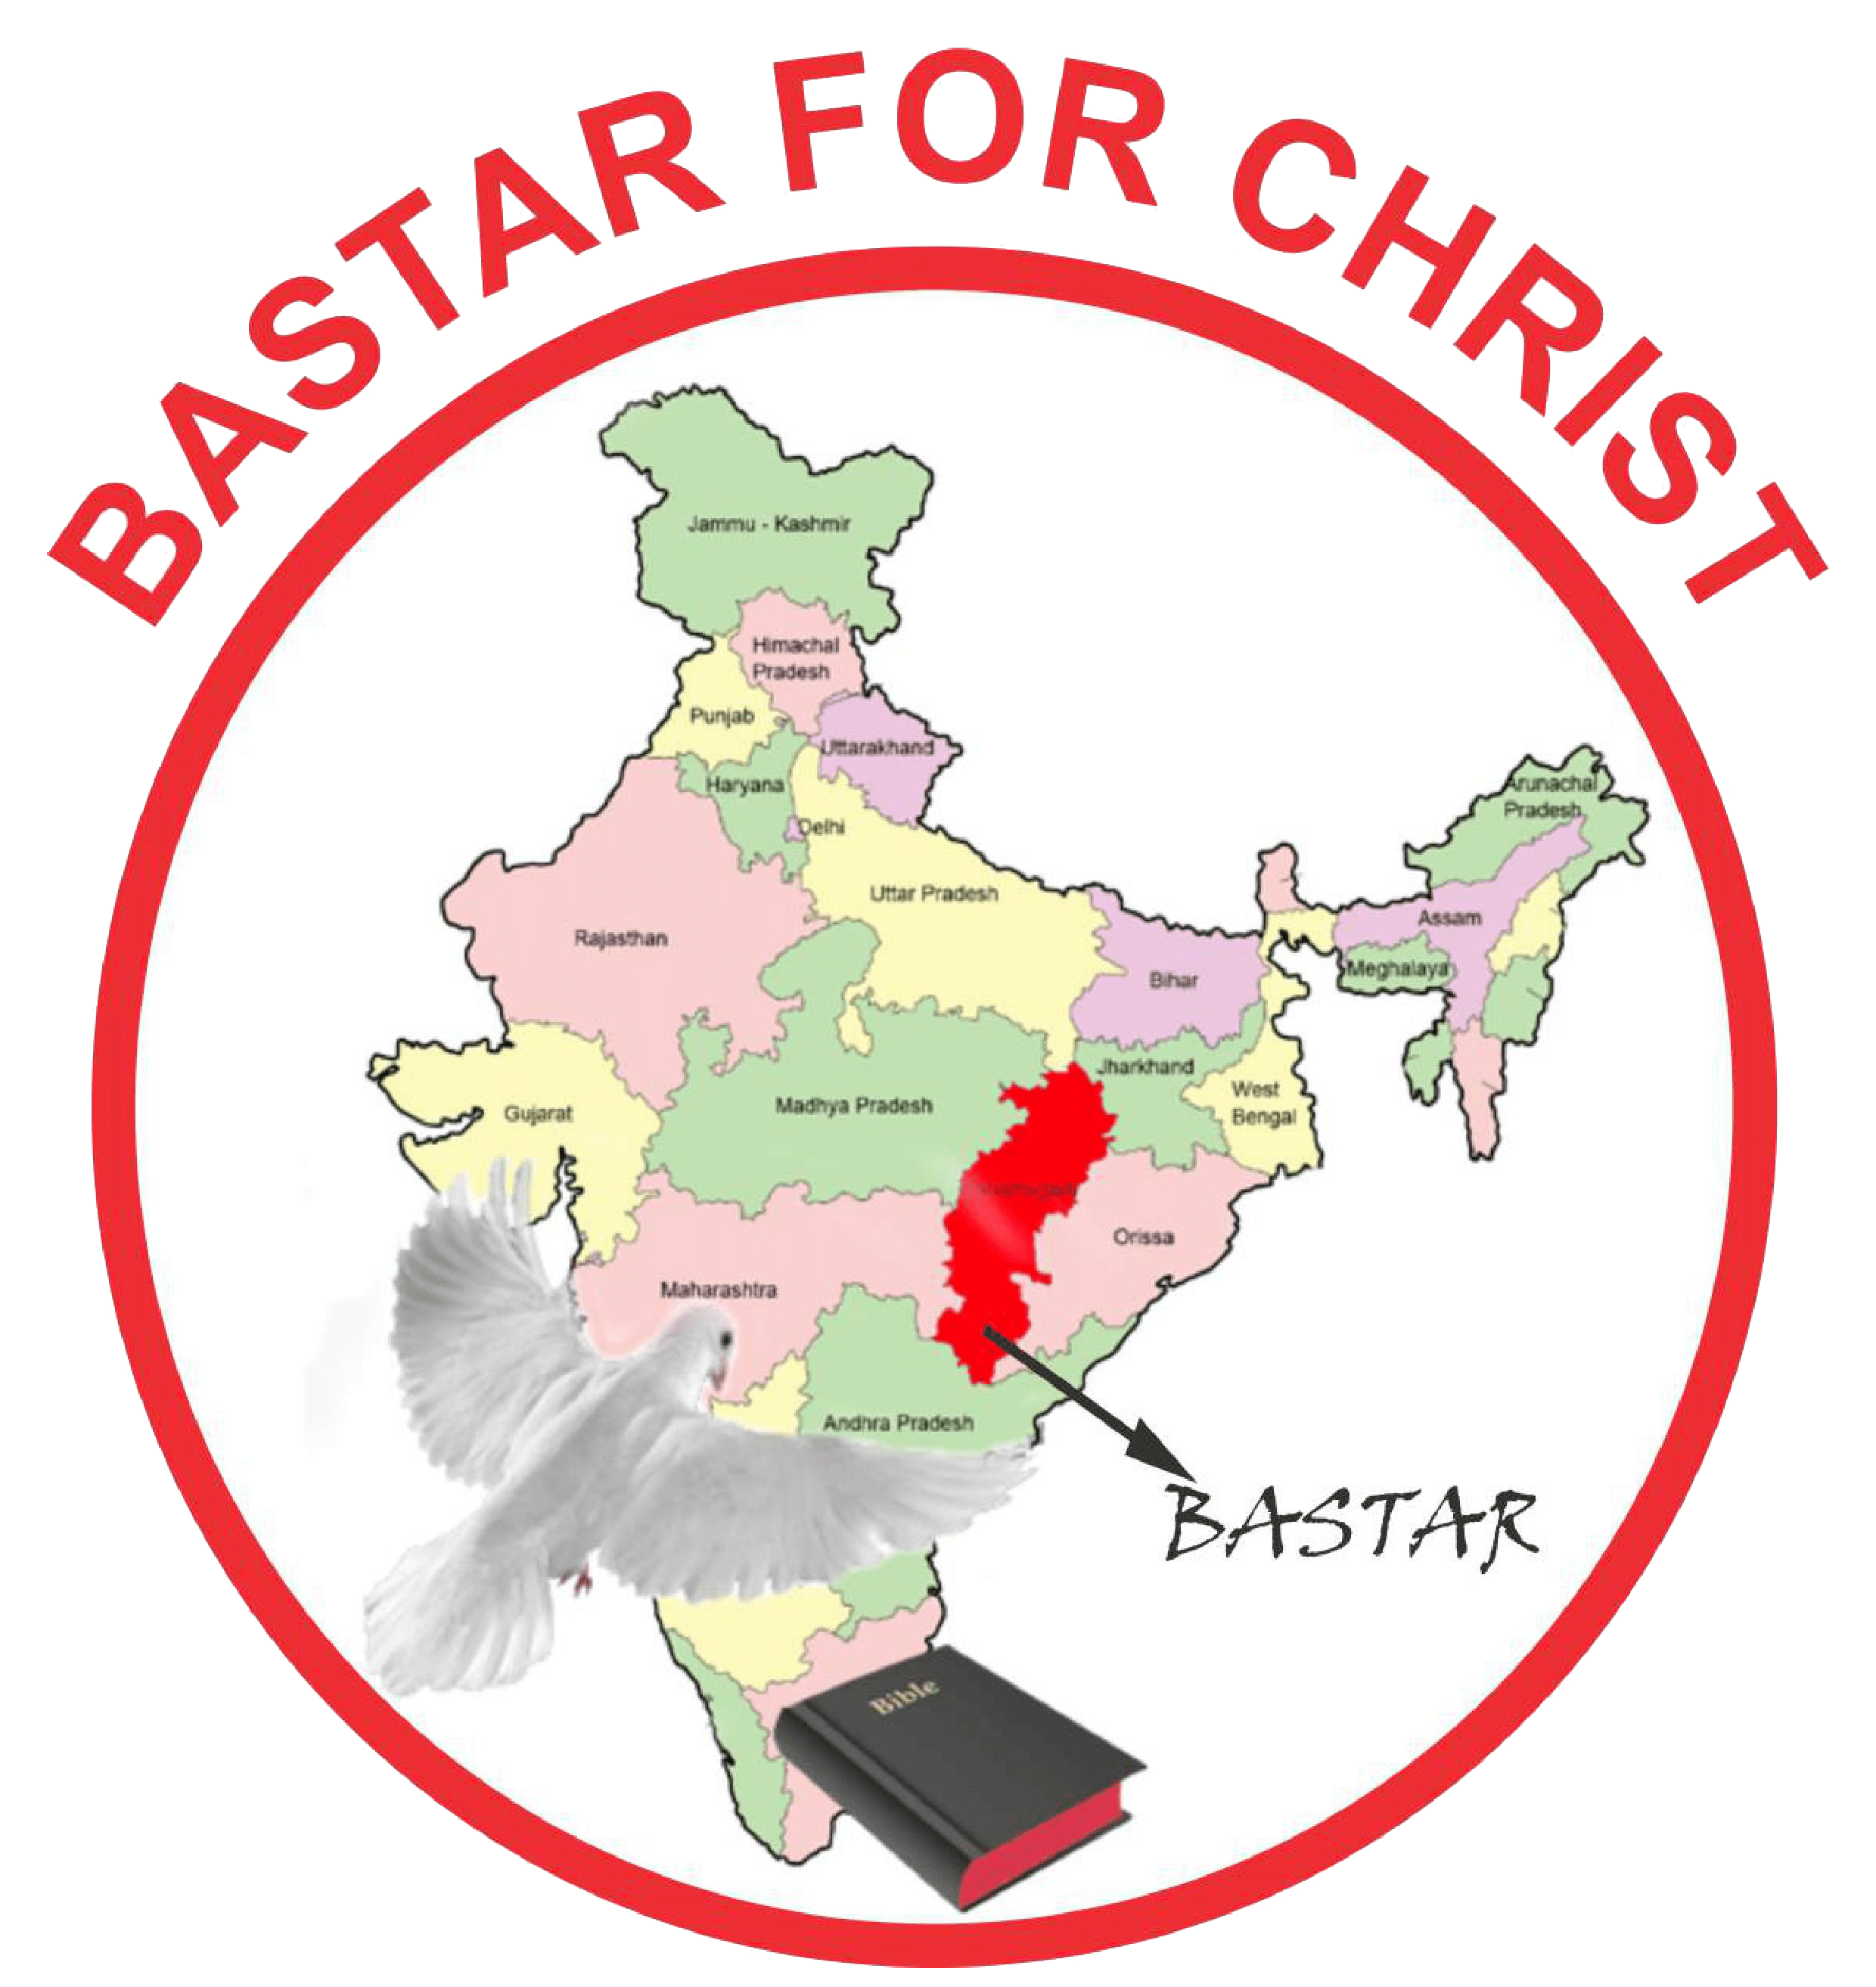 BASTAR FOR CHRIST
Jammu - Kashmir
Himachal
Pradesh
Punjab
Uttarakhand
Haryana
Delhi
Arunachal
Pradesh
Uttar Pradesh
Assam
Rajasthan
Meghalaya
Bihar
Jharkhand
West
Bengal
Madhya Pradesh
Gujarat
Orissa
Maharashtra
Andhra Pradesh
BASTAR
Bible